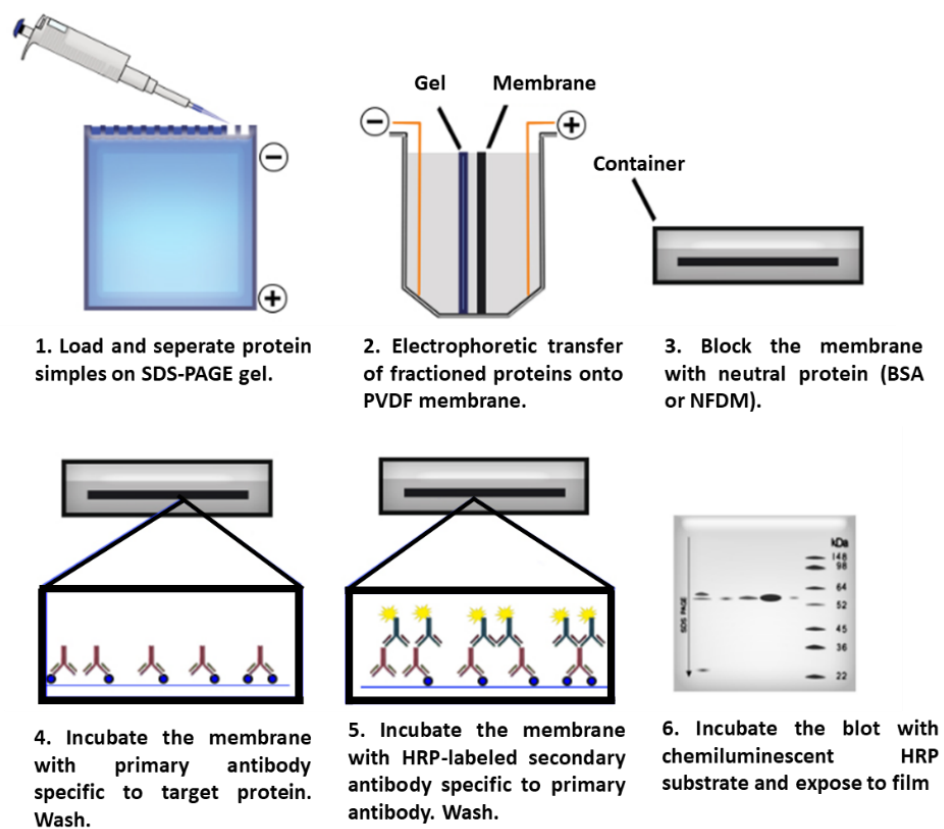 Gel
Membrane
−
+
Container
−
+
1. Load and seperate protein
simples on SDS-PAGE gel.
2. Electrophoretic transfer
of fractioned proteins onto
PVDF membrane.
3. Block the membrane
with neutral protein (BSA
or NFDM).
kDa
148
98
64
52
45
36
22
SDS PAGE
4. Incubate the membrane
with primary antibody
specific to target protein.
Wash.
5. Incubate the membrane
with HRP-labeled secondary
antibody specific to primary
antibody. Wash.
6. Incubate the blot with
chemiluminescent HRP
substrate and expose to film